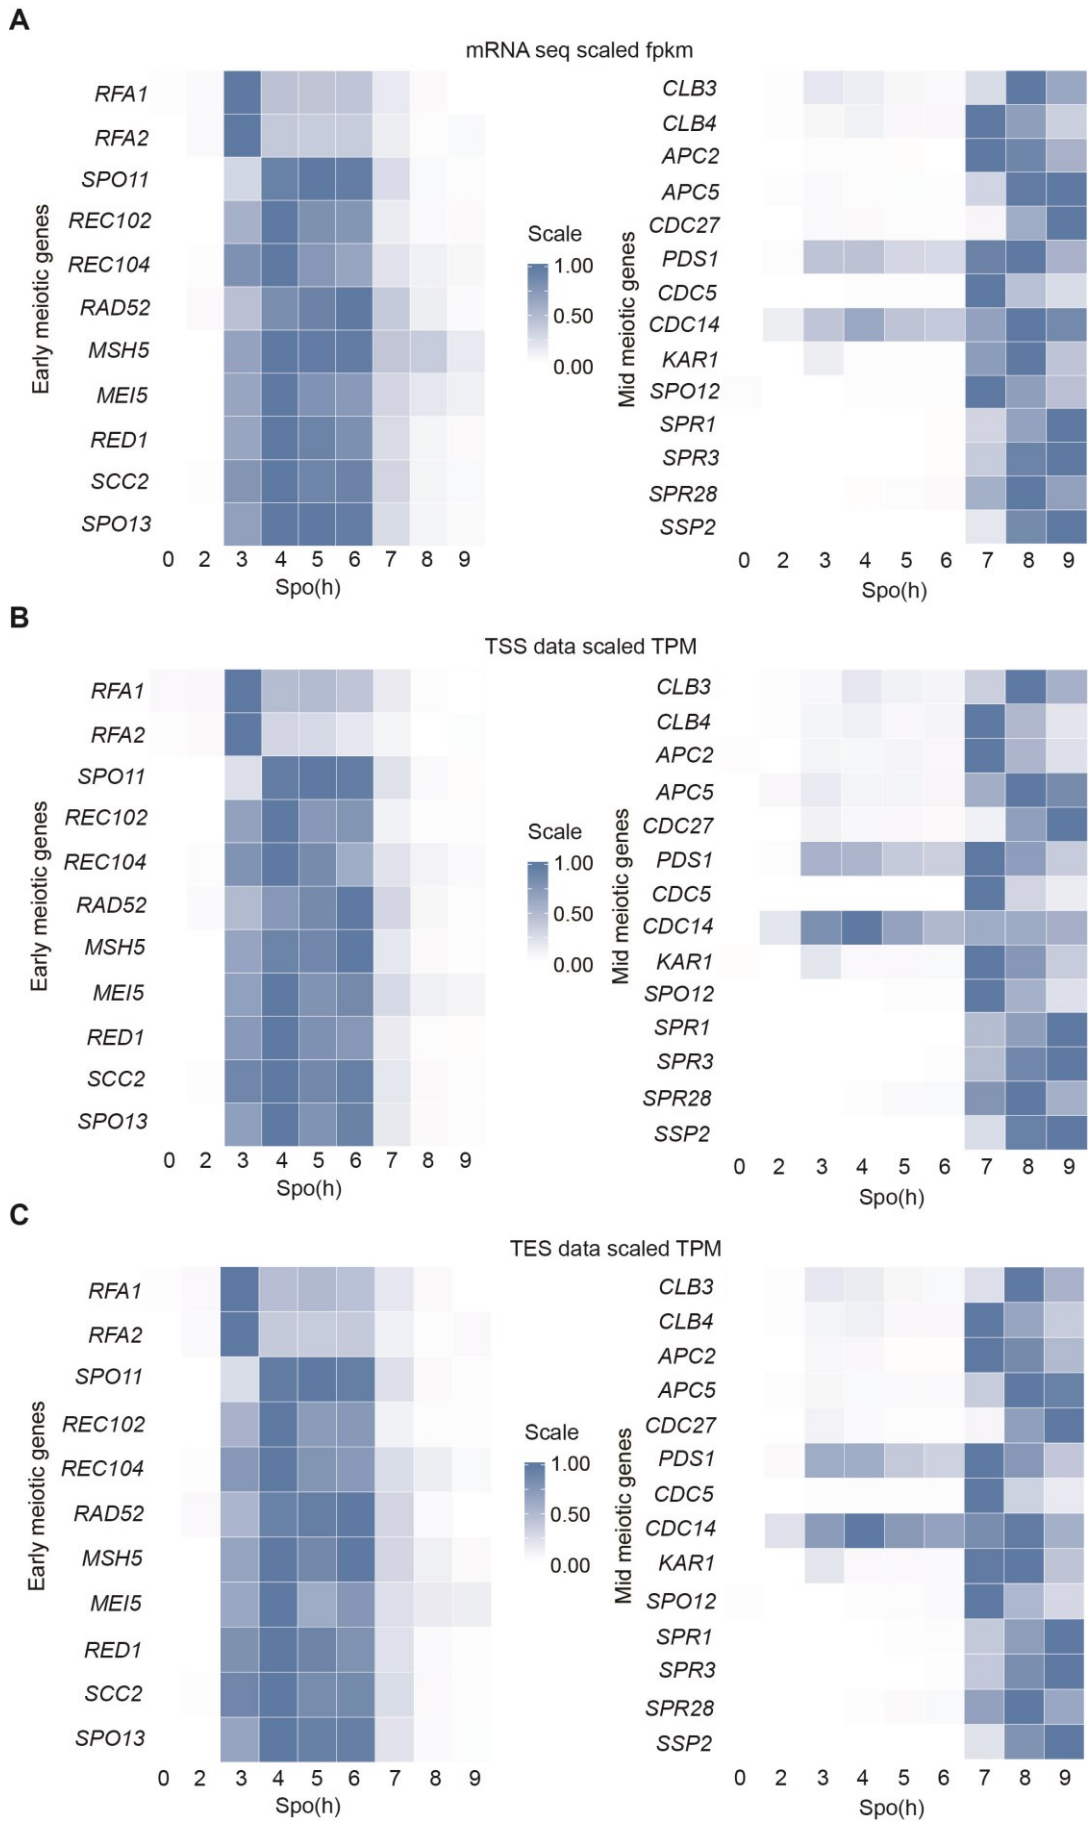 A
mRNA seq scaled fpkm
Early meiotic genes
RFA1
RFA2
SPO11
REC102
REC104
RAD52
MSH5
MEI5
RED1
SCC2
SPO13
0 2 3 4 5 6 7 8 9
Spo(h)
Scale
1.00
0.50
0.00
Mid meiotic genes
CLB3
CLB4
APC2
APC5
CDC27
PDS1
CDC5
CDC14
KAR1
SPO12
SPR1
SPR3
SPR28
SSP2
0 2 3 4 5 6 7 8 9
Spo(h)
B
TSS data scaled TPM
Early meiotic genes
RFA1
RFA2
SPO11
REC102
REC104
RAD52
MSH5
MEI5
RED1
SCC2
SPO13
0 2 3 4 5 6 7 8 9
Spo(h)
Scale
1.00
0.50
0.00
Mid meiotic genes
CLB3
CLB4
APC2
APC5
CDC27
PDS1
CDC5
CDC14
KAR1
SPO12
SPR1
SPR3
SPR28
SSP2
0 2 3 4 5 6 7 8 9
Spo(h)
C
TES data scaled TPM
Early meiotic genes
RFA1
RFA2
SPO11
REC102
REC104
RAD52
MSH5
MEI5
RED1
SCC2
SPO13
0 2 3 4 5 6 7 8 9
Spo(h)
Scale
1.00
0.50
0.00
Mid meiotic genes
CLB3
CLB4
APC2
APC5
CDC27
PDS1
CDC5
CDC14
KAR1
SPO12
SPR1
SPR3
SPR28
SSP2
0 2 3 4 5 6 7 8 9
Spo(h)